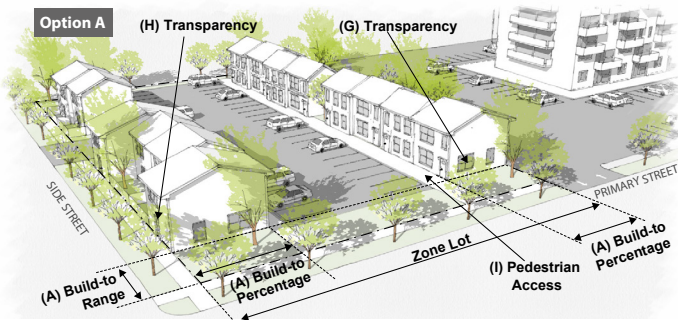 Option A
(H) Transparency
(G) Transparency
SIDE STREET
PRIMARY STREET
(A) Build-to
Range
(A) Build-to
Percentage
Zone Lot
(I) Pedestrian
Access
(A) Build-to
Percentage